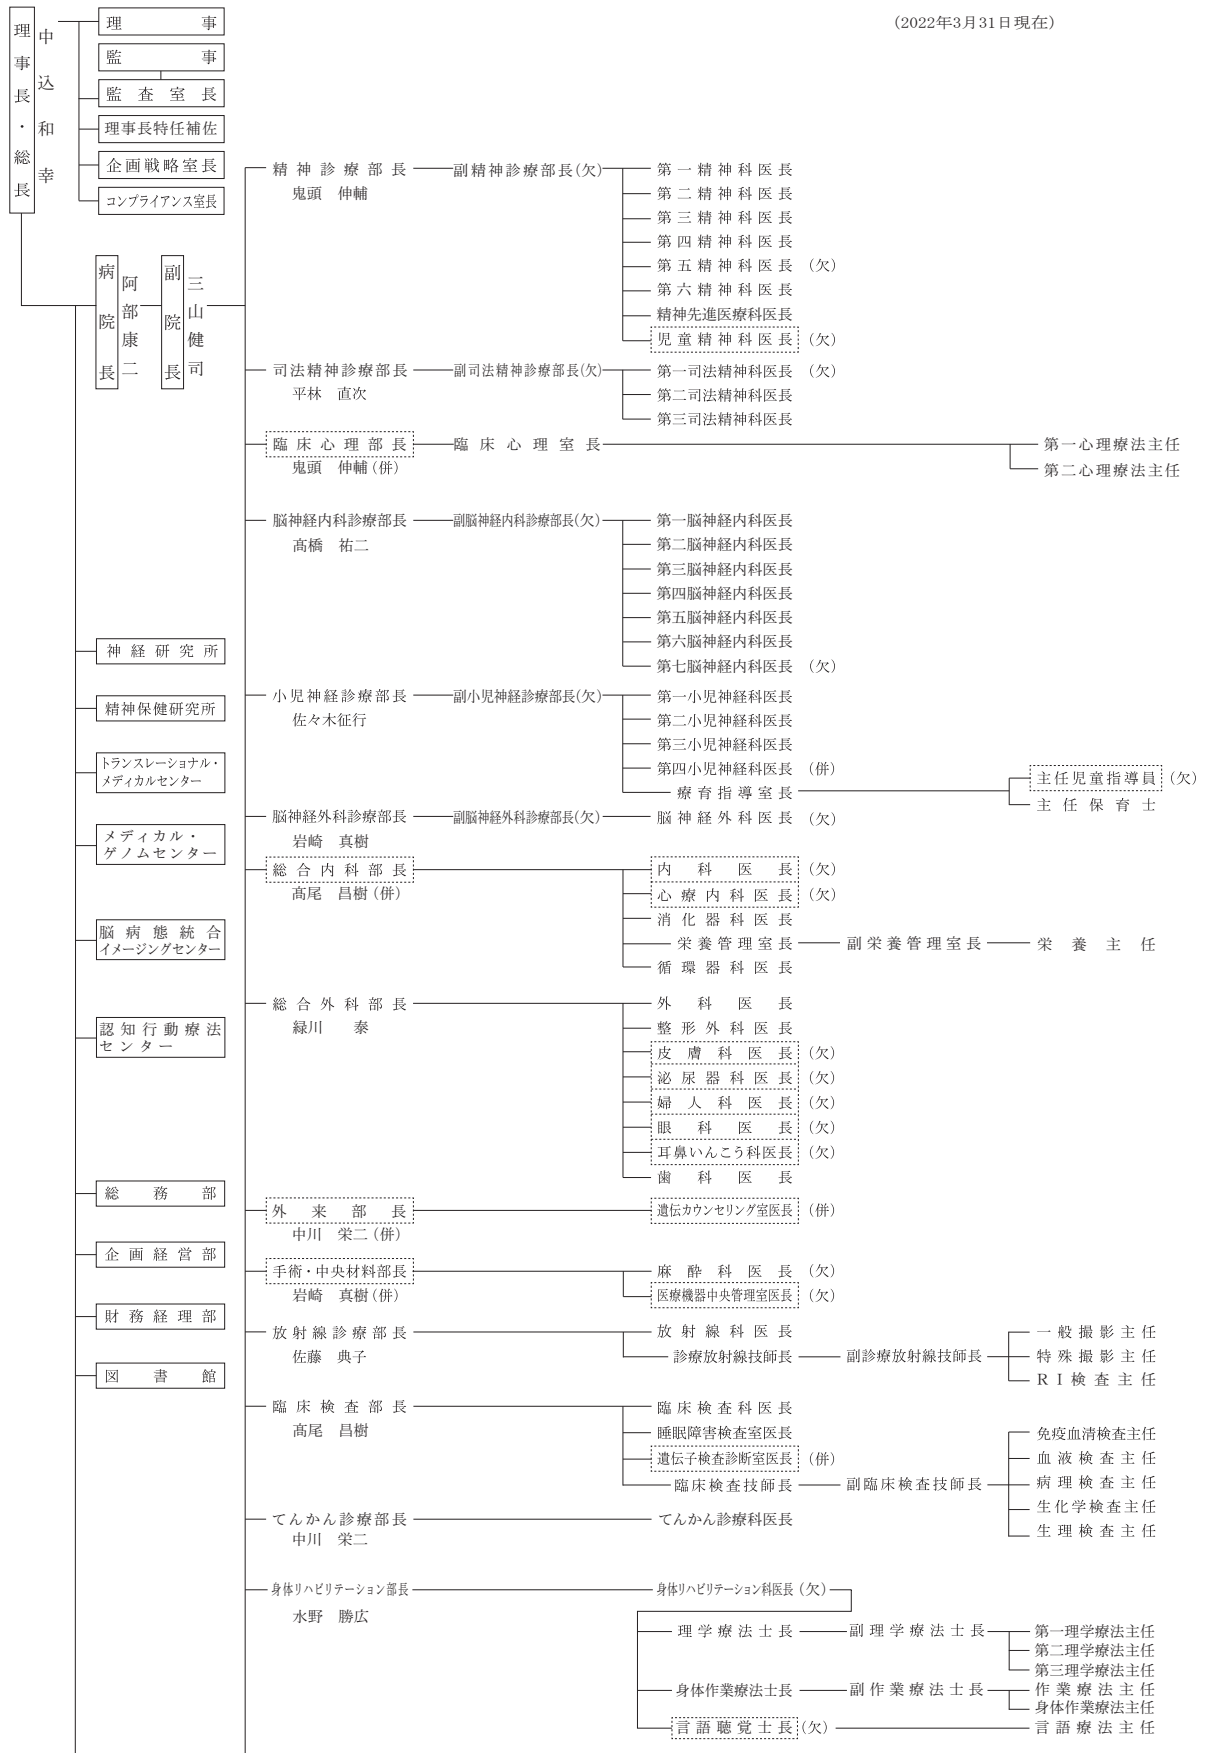 (2022年3月31日現在)
理事長・総長
中込和幸
理事
監事
監査室長
理事長特任補佐
企画戦略室長
コンプライアンス室長
病院長
阿部康二
副院長
三山健司
神経研究所
精神保健研究所
トランスレーショナル・
メディカルセンター
メディカル・
ゲノムセンター
脳病態統合
イメージングセンター
認知行動療法
センター
総務部
企画経営部
財務経理部
図書館
精神診療部長 副精神診療部長(欠) 第一精神科医長
鬼頭 伸輔 第二精神科医長
第三精神科医長
第四精神科医長
第五精神科医長 (欠)
第六精神科医長
精神先進医療科医長
児童精神科医長 (欠)
司法精神診療部長 副司法精神診療部長(欠) 第一司法精神科医長 (欠)
平林 直次 第二司法精神科医長
第三司法精神科医長
臨床心理部長 臨床心理室長 第一心理療法主任
鬼頭 伸輔(併) 第二心理療法主任
脳神経内科診療部長 副脳神経内科診療部長(欠) 第一脳神経内科医長
髙橋 祐二 第二脳神経内科医長
第三脳神経内科医長
第四脳神経内科医長
第五脳神経内科医長
第六脳神経内科医長
第七脳神経内科医長 (欠)
小児神経診療部長 副小児神経診療部長(欠) 第一小児神経科医長
佐々木征行 第二小児神経科医長
第三小児神経科医長
第四小児神経科医長 (併)
療育指導室長 主任児童指導員 (欠)
主任保育士
脳神経外科診療部長 副脳神経外科診療部長(欠) 脳神経外科医長 (欠)
岩崎 真樹
総合内科部長 内科医長 (欠)
髙尾 昌樹(併) 心療内科医長 (欠)
消化器科医長
栄養管理室長 副栄養管理室長 栄養主任
循環器科医長
総合外科部長 外科医長
緑川 泰 整形外科医長
皮膚科医長 (欠)
泌尿器科医長 (欠)
婦人科医長 (欠)
眼科医長 (欠)
耳鼻いんこう科医長 (欠)
歯科医長
外来部長 遺伝カウンセリング室医長 (併)
中川 栄二(併)
手術・中央材料部長 麻酔科医長 (欠)
岩崎 真樹(併) 医療機器中央管理室医長 (欠)
放射線診療部長 放射線科医長 一般撮影主任
佐藤 典子 診療放射線技師長 副診療放射線技師長 特殊撮影主任
RI検査主任
臨床検査部長 臨床検査科医長
髙尾 昌樹 睡眠障害検査室医長 免疫血清検査主任
遺伝子検査診断室医長 (併) 血液検査主任
臨床検査技師長 副臨床検査技師長 病理検査主任
生化学検査主任
てんかん診療部長 てんかん診療科医長 生理検査主任
中川 栄二
身体リハビリテーション部長 身体リハビリテーション科医長(欠)
水野 勝広
理学療法士長 副理学療法士長 第一理学療法主任
第二理学療法主任
第三理学療法主任
身体作業療法士長 副作業療法士長 作業療法主任
身体作業療法主任
言語聴覚士長(欠) 言語療法主任